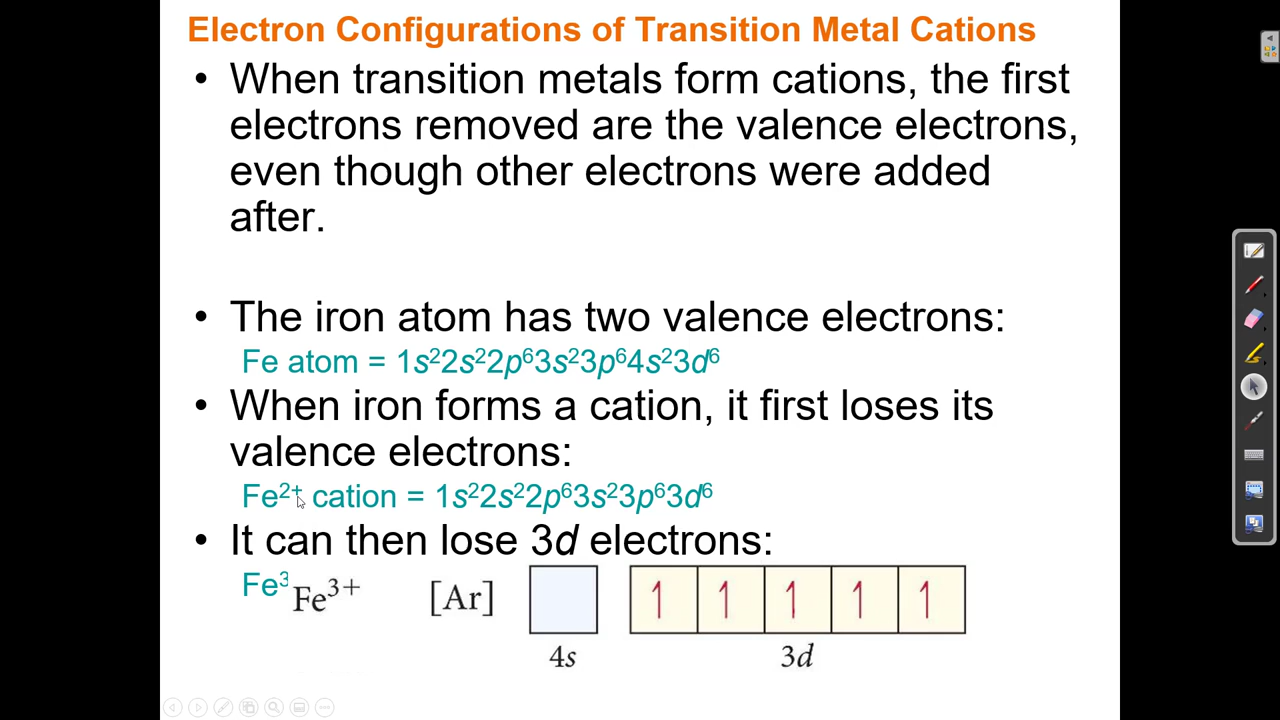 Electron Configurations of Transition Metal Cations
• When transition metals form cations, the first
electrons removed are the valence electrons,
even though other electrons were added
after.
• The iron atom has two valence electrons:
Fe atom = 1s²2s²2p⁶3s²3p⁶4s²3d⁶
• When iron forms a cation, it first loses its
valence electrons:
Fe²⁺ cation = 1s²2s²2p⁶3s²3p⁶3d⁶
• It can then lose 3d electrons:
Fe³
Fe³⁺ [Ar] 1 1 1 1 1
4s 3d